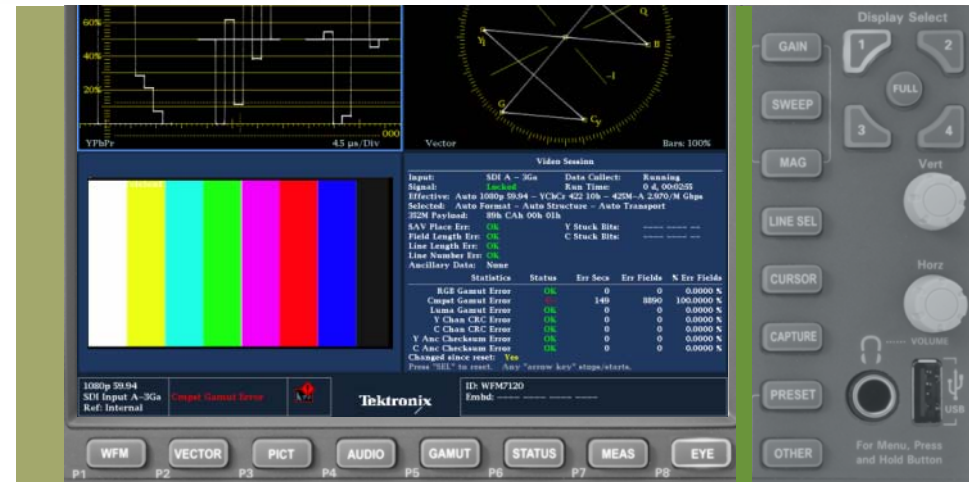 60%
40%
20%
YPbPr
000
4.5 µs/Div
R
Q
Yl
B
-I
G
Cy
Vector
Bars: 100%
Video Session
Input: SDI A – 3Ga Data Collect: Running
Signal: Locked Run Time: 0 d, 00:02:55
Effective: Auto 1080p 59.94 – YCbCr 422 10b – 425M-A 2.970/M Gbps
Selected: Auto Format – Auto Structure – Auto Transport
352M Payload: 89h CAh 00h 01h
SAV Place Err: OK Y Stuck Bits: ---- ---- --
Field Length Err: OK C Stuck Bits: ---- ---- --
Line Length Err: OK
Line Number Err: OK
Ancillary Data: None
Statistics Status Err Secs Err Fields % Err Fields
RGB Gamut Error OK 0 0 0.0000 %
Cmpst Gamut Error 149 8890 100.0000 %
Luma Gamut Error OK 0 0 0.0000 %
Y Chan CRC Error OK 0 0 0.0000 %
C Chan CRC Error OK 0 0 0.0000 %
Y Anc Checksum Error OK 0 0 0.0000 %
C Anc Checksum Error OK 0 0 0.0000 %
Changed since reset: Yes
Press "SEL" to reset. Any "arrow key" stops/starts.
1080p 59.94
SDI Input A-3Ga
Ref: Internal
Cmpst Gamut Error
Tektronix
ID: WFM7120
Embd: ---- ---- ---- ----
WFM
VECTOR
PICT
AUDIO
GAMUT
STATUS
MEAS
EYE
P1
P2
P3
P4
P5
P6
P7
P8
Display Select
GAIN
1
2
FULL
SWEEP
3
4
MAG
Vert
LINE SEL
Horz
CURSOR
CAPTURE
VOLUME
PRESET
USB
OTHER
For Menu, Press
and Hold Button